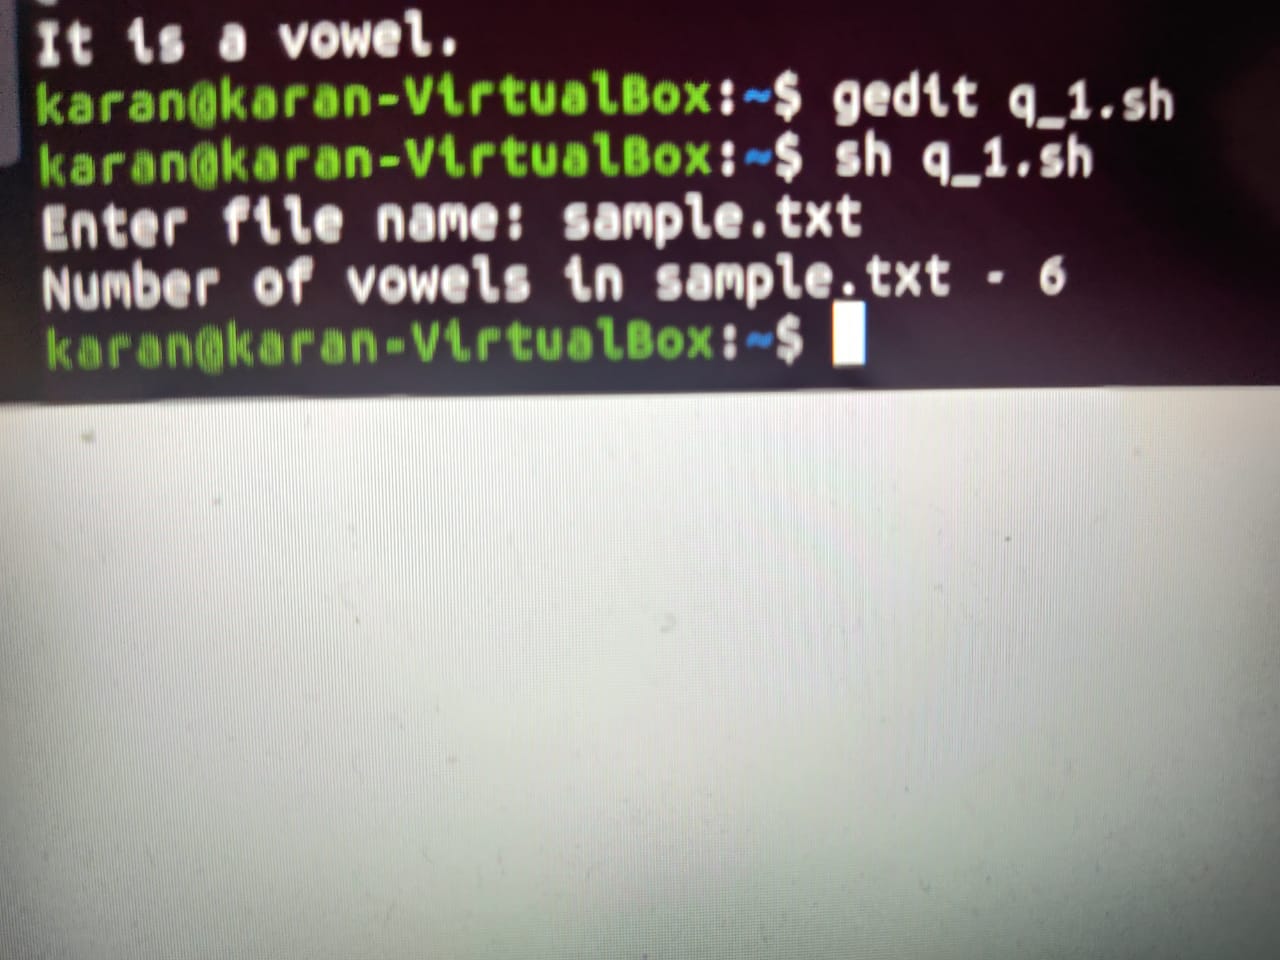 It is a vowel.
karan@karan-VirtualBox:~$ gedit q_1.sh
karan@karan-VirtualBox:~$ sh q_1.sh
Enter file name: sample.txt
Number of vowels in sample.txt - 6
karan@karan-VirtualBox:~$